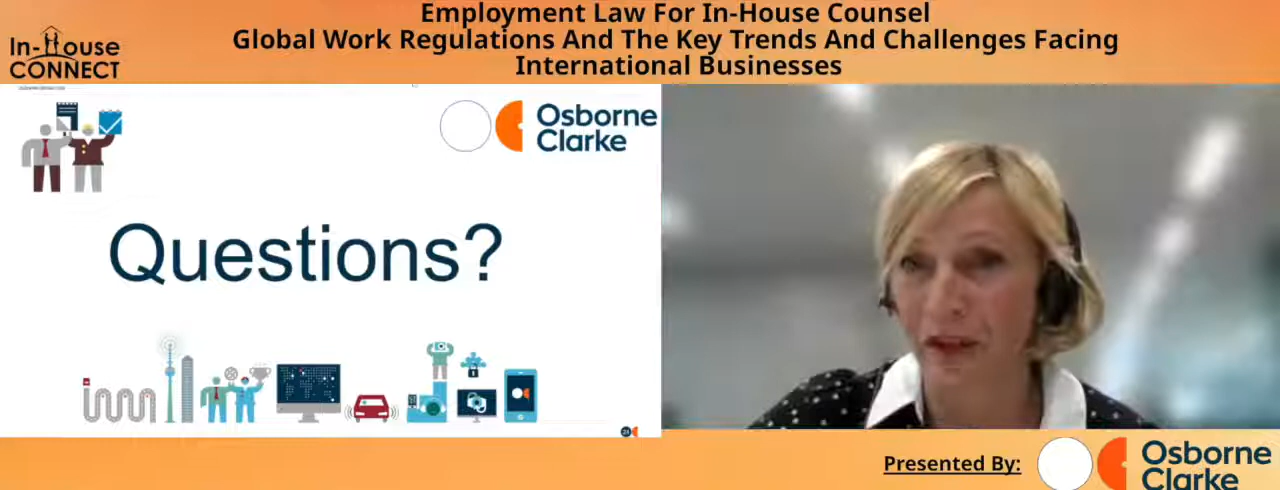 Employment Law For In-House Counsel
Global Work Regulations And The Key Trends And Challenges Facing
International Businesses
In-House
CONNECT
Osborne
Clarke
Questions?
Presented By:
Osborne
Clarke